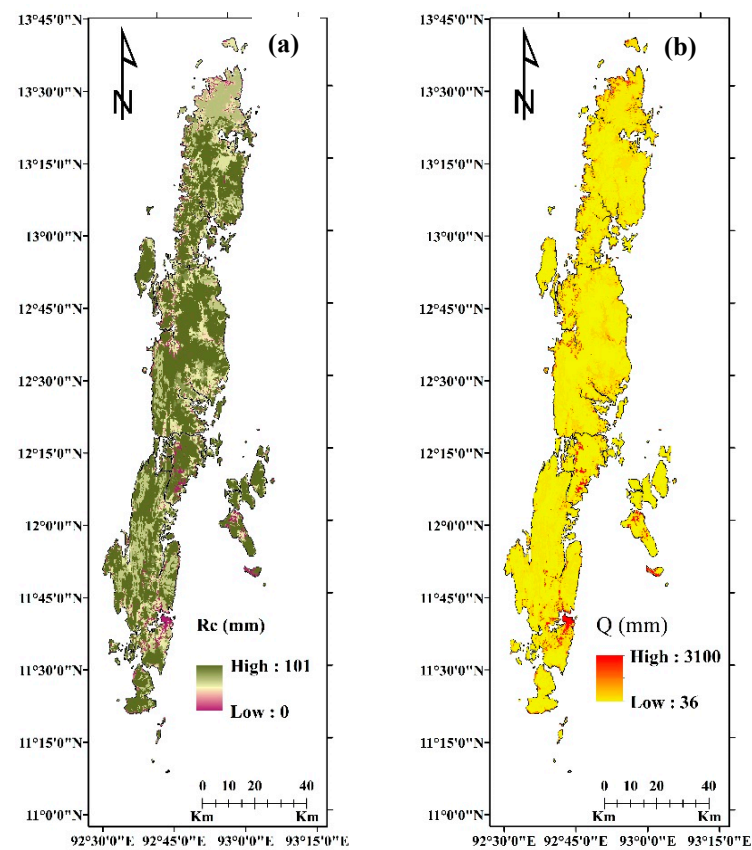 (a)
N
13°45'0"N
13°30'0"N
13°15'0"N
13°0'0"N
12°45'0"N
12°30'0"N
12°15'0"N
12°0'0"N
11°45'0"N
11°30'0"N
11°15'0"N
11°0'0"N
Rc (mm)
High : 101
Low : 0
0 10 20 40
Km Km
92°30'0"E 92°45'0"E 93°0'0"E 93°15'0"E
(b)
N
13°45'0"N
13°30'0"N
13°15'0"N
13°0'0"N
12°45'0"N
12°30'0"N
12°15'0"N
12°0'0"N
11°45'0"N
11°30'0"N
11°15'0"N
11°0'0"N
Q (mm)
High : 3100
Low : 36
0 10 20 40
Km Km
92°30'0"E 92°45'0"E 93°0'0"E 93°15'0"E